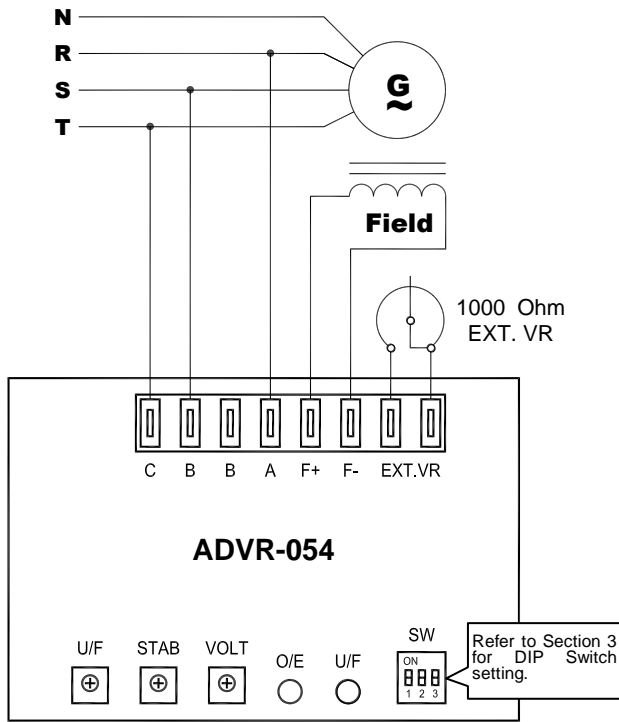 N
R
S
T
G
~
Field
1000 Ohm
EXT. VR
C B B A F+ F- EXT.VR
ADVR-054
U/F STAB VOLT O/E U/F SW
ON
1 2 3
Refer to Section 3
for DIP Switch
setting.